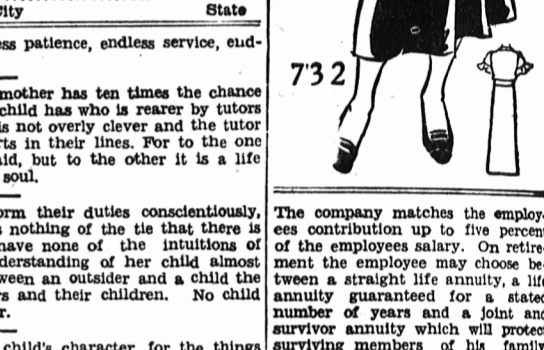 City State
ess patience, endless service, end-
mother has ten times the chance
child has who is rearer by tutors
is not overly clever and the tutor
rts in their lines. For to the one
aid, but to the other it is a life
soul.
orm their duties conscientiously,
s nothing of the tie that there is
have none of the intuitions of
derstanding of her child almost
ween an outsider and a child the
rs and their children. No child
r.
child's character, for the things
7'32
The company matches the employ-
ees contribution up to five percent
of the employees salary. On retire-
ment the employee may choose be-
tween a straight life annuity, a life
annuity guaranteed for a stated
number of years and a joint and
survivor annuity which will protect
surviving members of his family